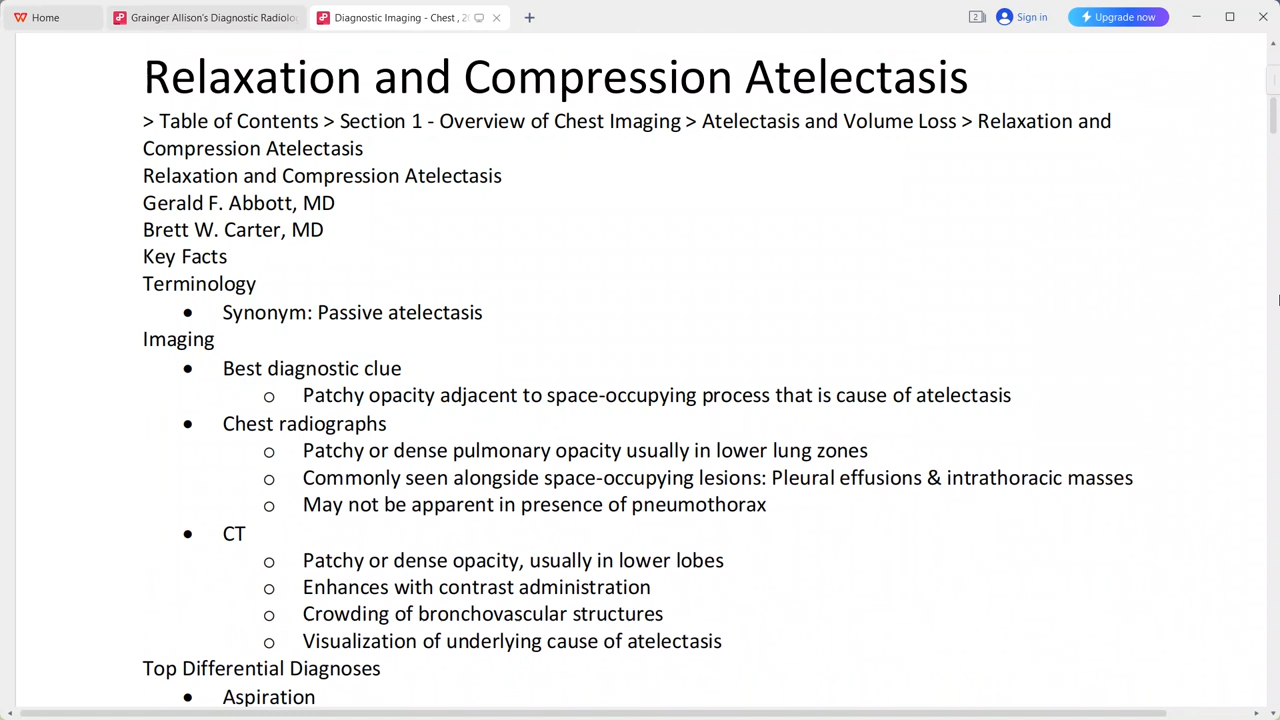 Home
Grainger Allison's Diagnostic Radiolo
Diagnostic Imaging - Chest , 2
2
Sign in
Upgrade now
Relaxation and Compression Atelectasis
> Table of Contents > Section 1 - Overview of Chest Imaging > Atelectasis and Volume Loss > Relaxation and
Compression Atelectasis
Relaxation and Compression Atelectasis
Gerald F. Abbott, MD
Brett W. Carter, MD
Key Facts
Terminology
• Synonym: Passive atelectasis
Imaging
• Best diagnostic clue
o Patchy opacity adjacent to space-occupying process that is cause of atelectasis
• Chest radiographs
o Patchy or dense pulmonary opacity usually in lower lung zones
o Commonly seen alongside space-occupying lesions: Pleural effusions & intrathoracic masses
o May not be apparent in presence of pneumothorax
• CT
o Patchy or dense opacity, usually in lower lobes
o Enhances with contrast administration
o Crowding of bronchovascular structures
o Visualization of underlying cause of atelectasis
Top Differential Diagnoses
• Aspiration